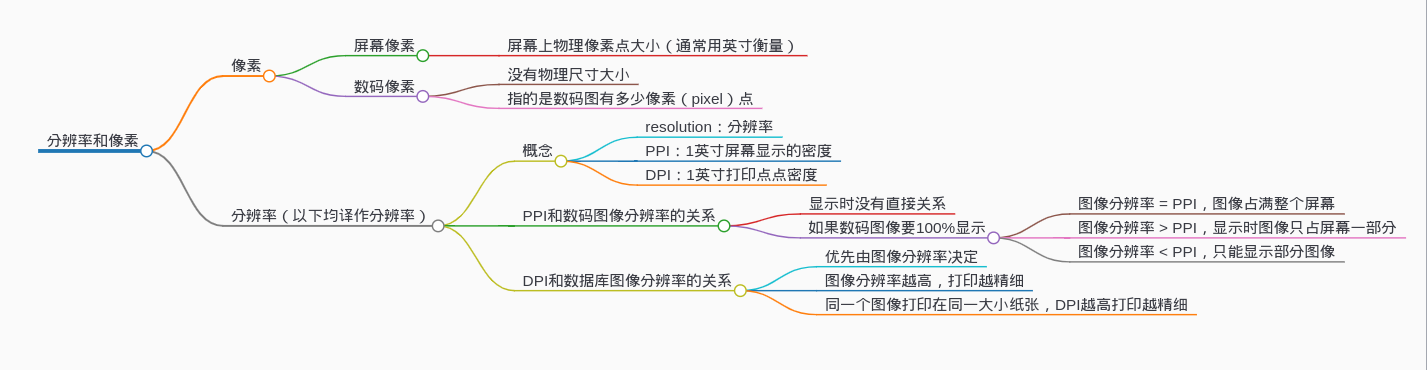 分辨率和像素
像素
屏幕像素
屏幕上物理像素点大小（通常用英寸衡量）
数码像素
没有物理尺寸大小
指的是数码图有多少像素（pixel）点
分辨率（以下均译作分辨率）
概念
resolution：分辨率
PPI：1英寸屏幕显示的密度
DPI：1英寸打印点点密度
PPI和数码图像分辨率的关系
显示时没有直接关系
如果数码图像要100%显示
图像分辨率 = PPI，图像占满整个屏幕
图像分辨率 > PPI，显示时图像只占屏幕一部分
图像分辨率 < PPI，只能显示部分图像
DPI和数据库图像分辨率的关系
优先由图像分辨率决定
图像分辨率越高，打印越精细
同一个图像打印在同一大小纸张，DPI越高打印越精细